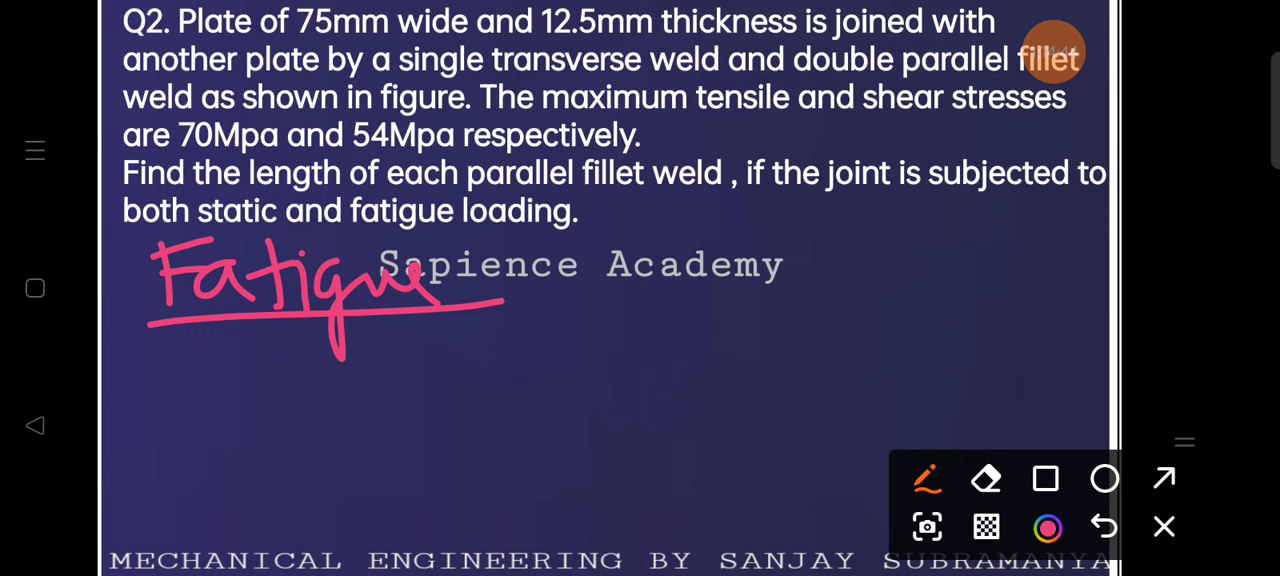 Q2. Plate of 75mm wide and 12.5mm thickness is joined with
another plate by a single transverse weld and double parallel fillet
weld as shown in figure. The maximum tensile and shear stresses
are 70Mpa and 54Mpa respectively.
Find the length of each parallel fillet weld , if the joint is subjected to
both static and fatigue loading.
Sapience Academy
Fatigue
MECHANICAL ENGINEERING BY SANJAY SUBRAMANYA